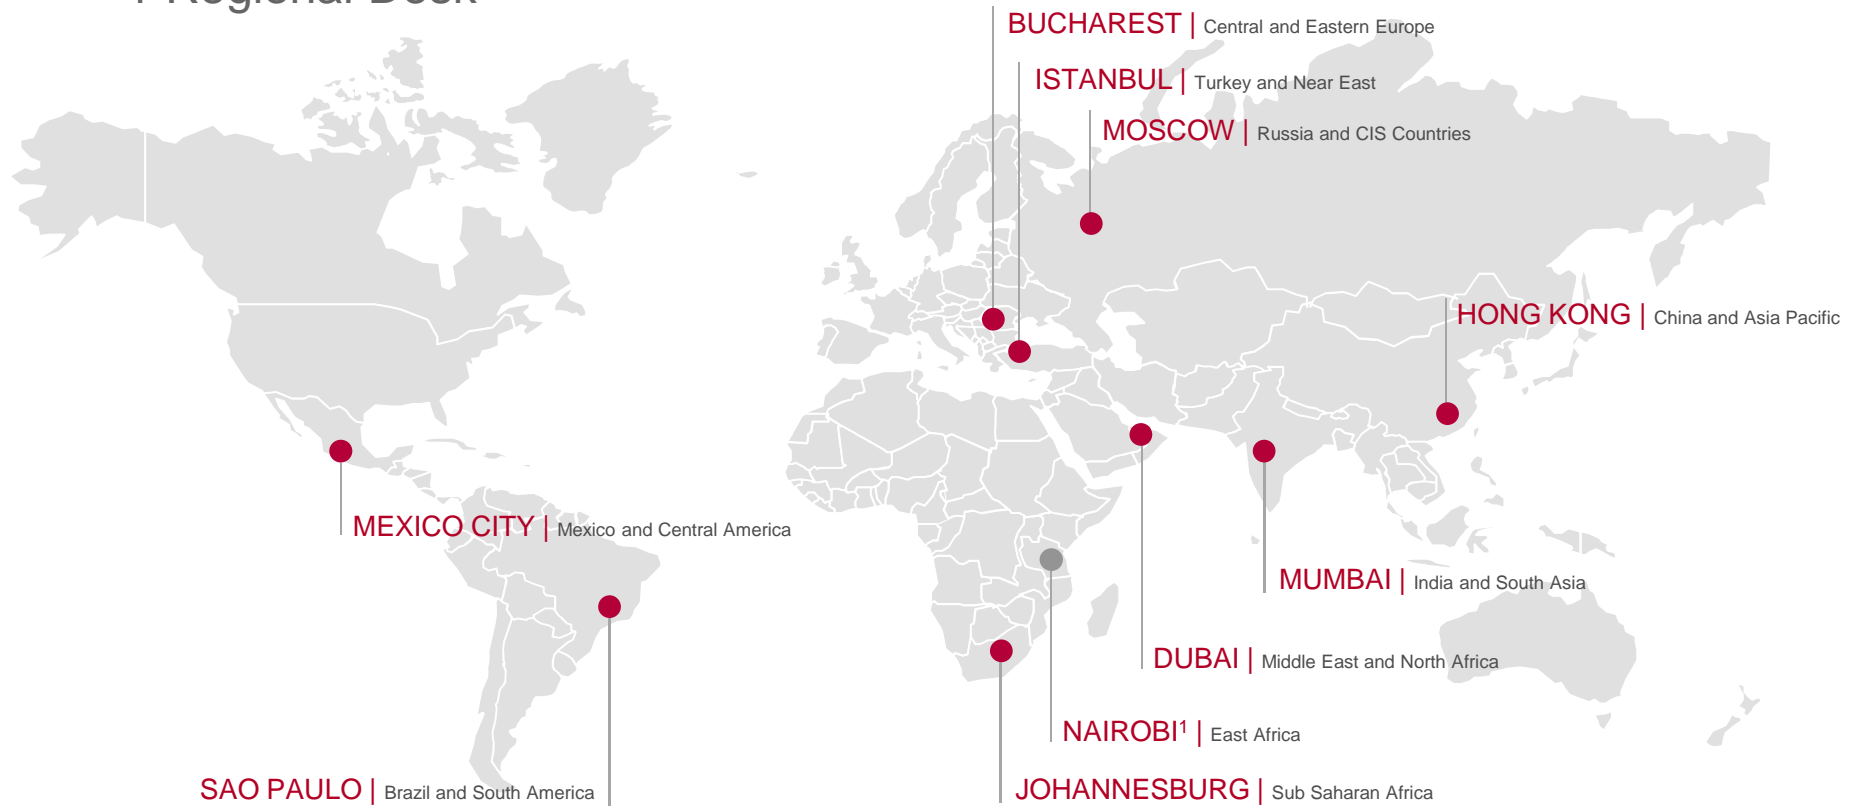 Regional Desk
BUCHAREST | Central and Eastern Europe
ISTANBUL | Turkey and Near East
MOSCOW | Russia and CIS Countries
HONG KONG | China and Asia Pacific
MEXICO CITY | Mexico and Central America
MUMBAI | India and South Asia
DUBAI | Middle East and North Africa
NAIROBI¹ | East Africa
SAO PAULO | Brazil and South America
JOHANNESBURG | Sub Saharan Africa